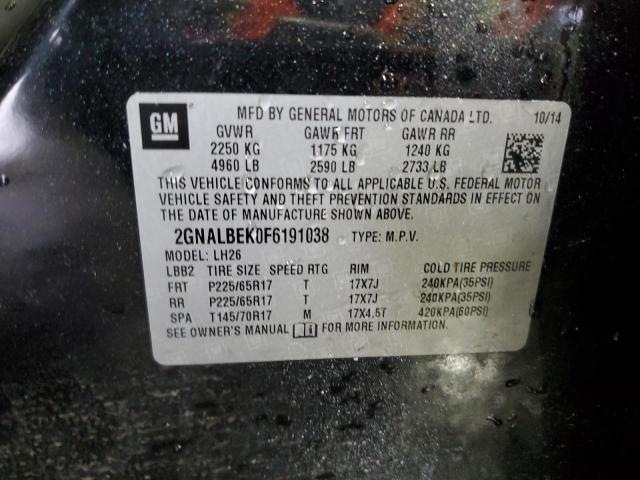 GM
MFD BY GENERAL MOTORS OF CANADA LTD. 10/14
GVWR GAWR FRT GAWR RR
2250 KG 1175 KG 1240 KG
4960 LB 2590 LB 2733 LB
THIS VEHICLE CONFORMS TO ALL APPLICABLE U.S. FEDERAL MOTOR
VEHICLE SAFETY AND THEFT PREVENTION STANDARDS IN EFFECT ON
THE DATE OF MANUFACTURE SHOWN ABOVE.
2GNALBEK0F6191038 TYPE: M.P.V.
MODEL: LH26
LBB2 TIRE SIZE SPEED RTG RIM COLD TIRE PRESSURE
FRT P225/65R17 T 17X7J 240KPA(35PSI)
RR P225/65R17 T 17X7J 240KPA(35PSI)
SPA T145/70R17 M 17X4.5T 420KPA(60PSI)
SEE OWNER'S MANUAL FOR MORE INFORMATION.